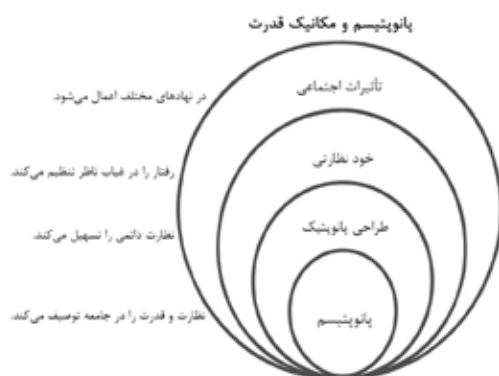 پانوپتیسم و مکانیک قدرت
تأثیرات اجتماعی
در نهادهای مختلف اعمال می‌شود.
خود نظارتی
رفتار را در غیاب ناظر تنظیم می‌کند.
طراحی پانوپتیک
نظارت دائمی را تسهیل می‌کند.
پانوپتیسم
نظارت و قدرت را در جامعه توصیف می‌کند.